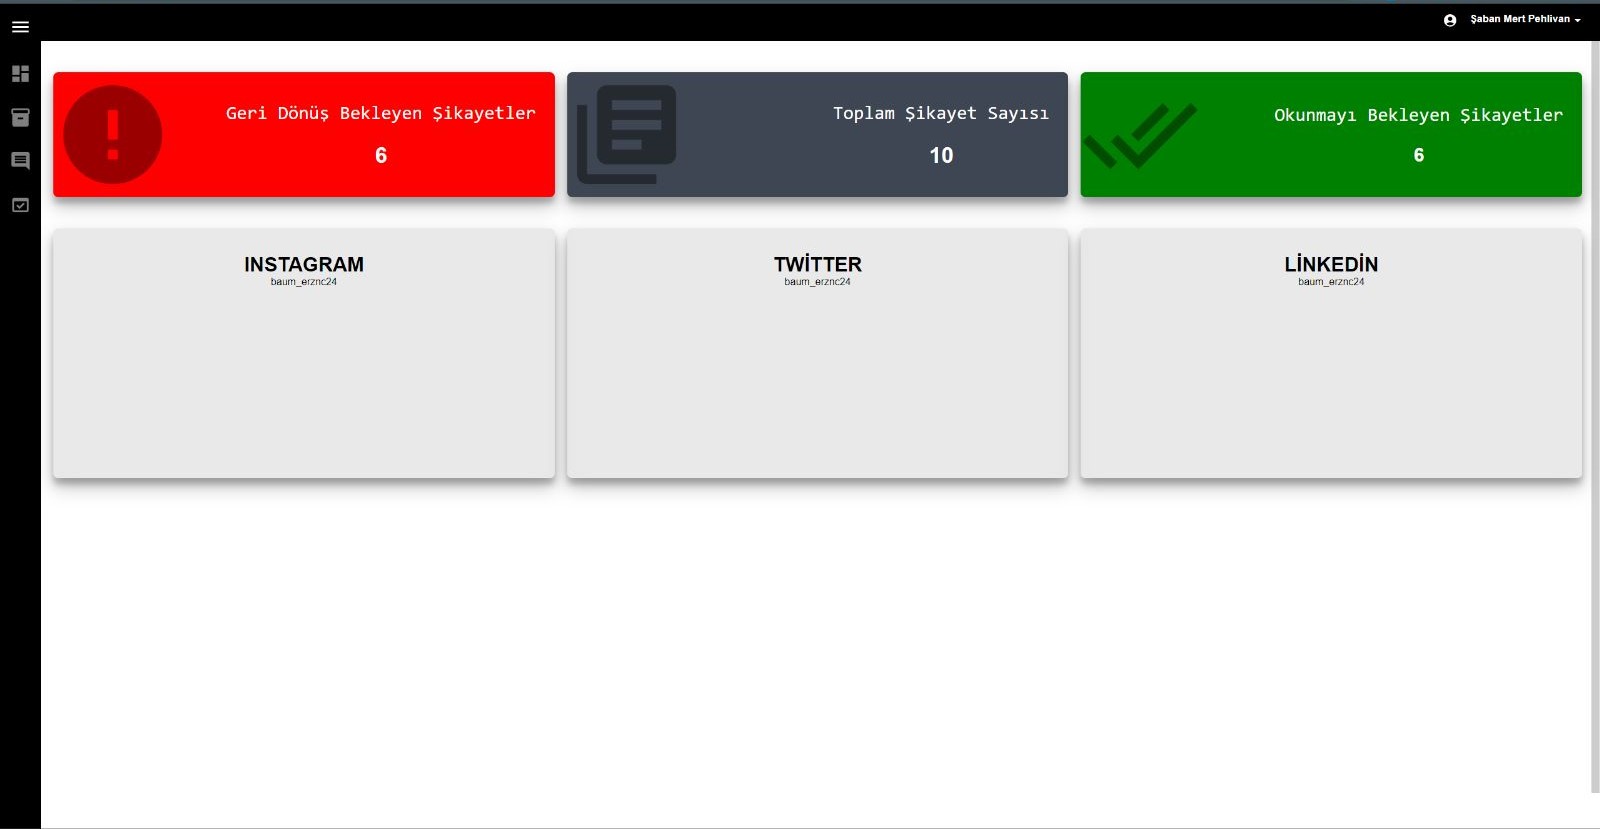 Şaban Mert Pehlivan
Geri Dönüş Bekleyen Şikayetler
6
Toplam Şikayet Sayısı
10
Okunmayı Bekleyen Şikayetler
6
INSTAGRAM
baum_erznc24
TWİTTER
baum_erznc24
LİNKEDİN
baum_erznc24